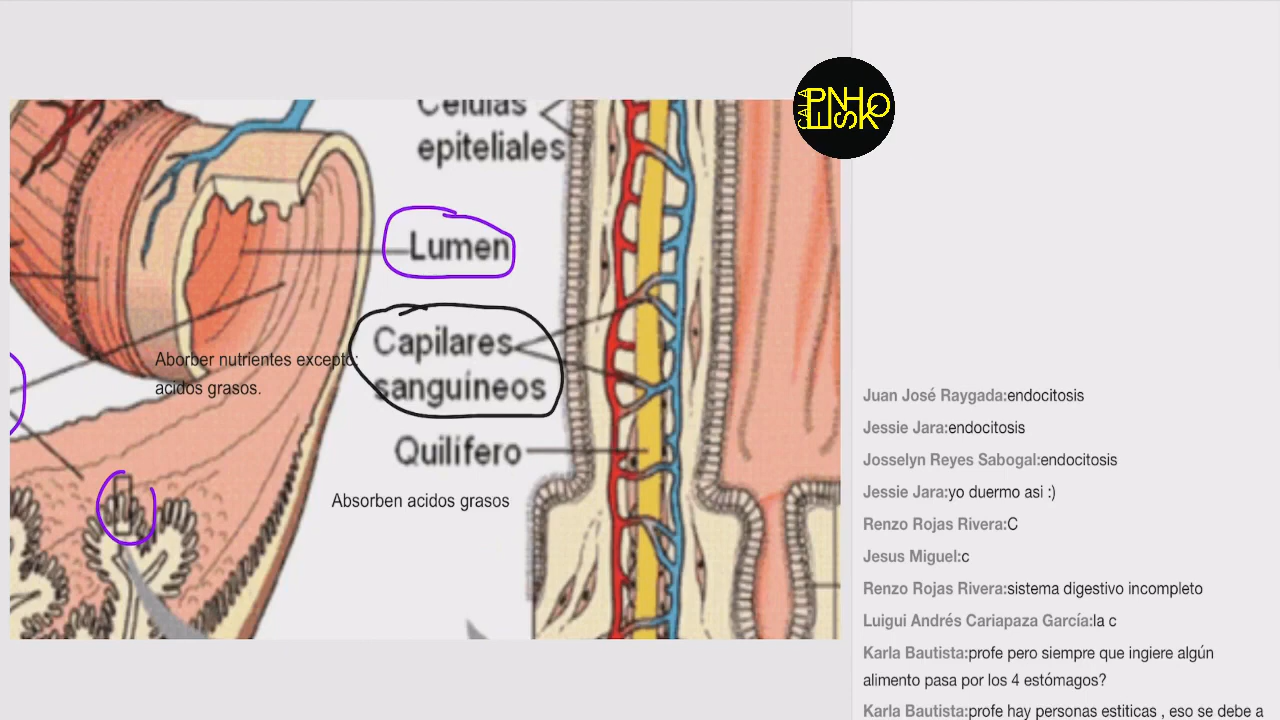 Células
epiteliales
Lumen
Capilares
sanguíneos
Aborber nutrientes excepto:
acidos grasos.
Quilífero
Absorben acidos grasos
Juan José Raygada:endocitosis
Jessie Jara:endocitosis
Josselyn Reyes Sabogal:endocitosis
Jessie Jara:yo duermo asi :)
Renzo Rojas Rivera:C
Jesus Miguel:c
Renzo Rojas Rivera:sistema digestivo incompleto
Luigui Andrés Cariapaza García:la c
Karla Bautista:profe pero siempre que ingiere algún
alimento pasa por los 4 estómagos?
Karla Bautista:profe hay personas estiticas , eso se debe a